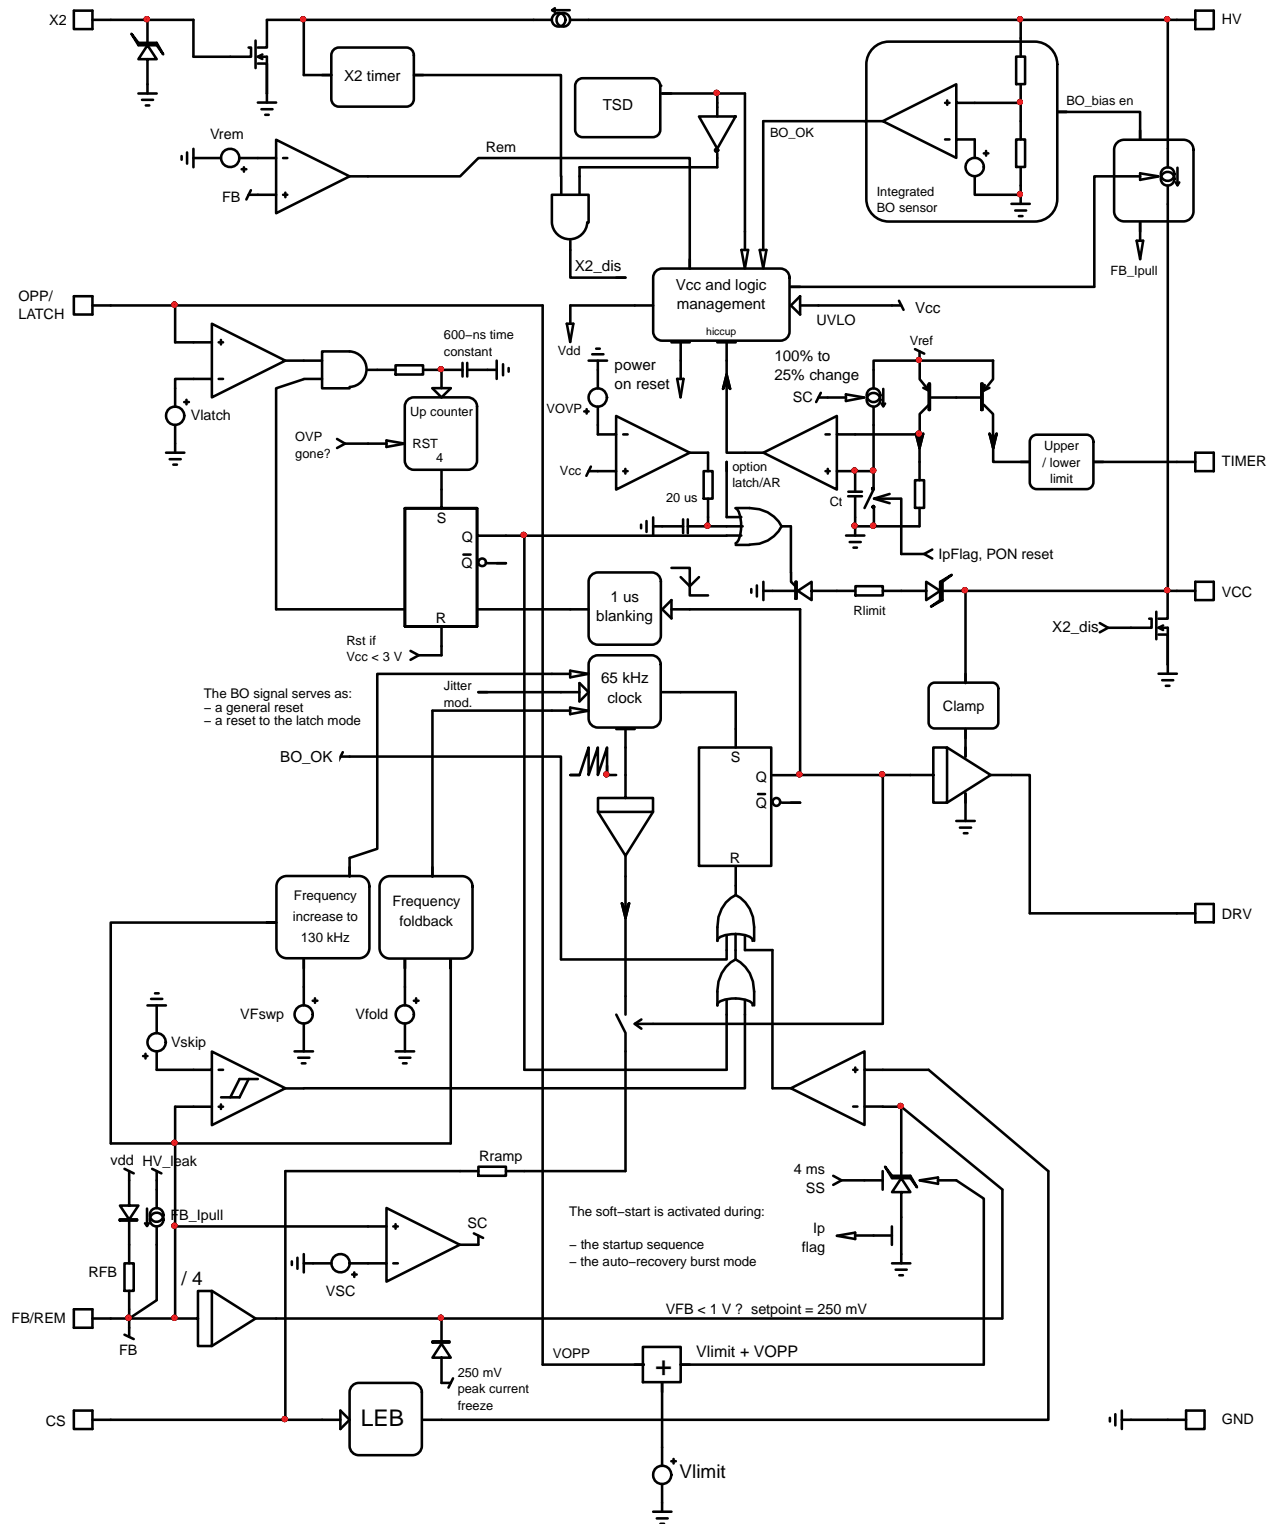 X2
HV
X2 timer
TSD
BO_OK
BO_bias en
Vrem
FB
Rem
Integrated
BO sensor
X2_dis
FB_Ipull
OPP/
LATCH
Vcc and logic
management
hiccup
UVLO
Vcc
Vdd
600–ns time
constant
power
on reset
100% to
25% change
SC
Vref
Vlatch
Up counter
RST
4
OVP
gone?
VOVP
Vcc
20 us
option
latch/AR
Ct
Upper
/ lower
limit
TIMER
S
Q
Q
R
IpFlag, PON reset
1 us
blanking
Rlimit
VCC
X2_dis
Rst if
Vcc < 3 V
65 kHz
clock
Jitter
mod.
The BO signal serves as:
– a general reset
– a reset to the latch mode
Clamp
BO_OK
S
Q
Q
R
Frequency
increase to
130 kHz
Frequency
foldback
DRV
VFswp
Vfold
Vskip
vdd
HV_leak
FB_Ipull
Rramp
4 ms
SS
Ip
flag
The soft–start is activated during:
– the startup sequence
– the auto–recovery burst mode
SC
VSC
RFB
/ 4
FB/REM
FB
VFB < 1 V ? setpoint = 250 mV
VOPP
+
Vlimit + VOPP
250 mV
peak current
freeze
CS
LEB
GND
Vlimit